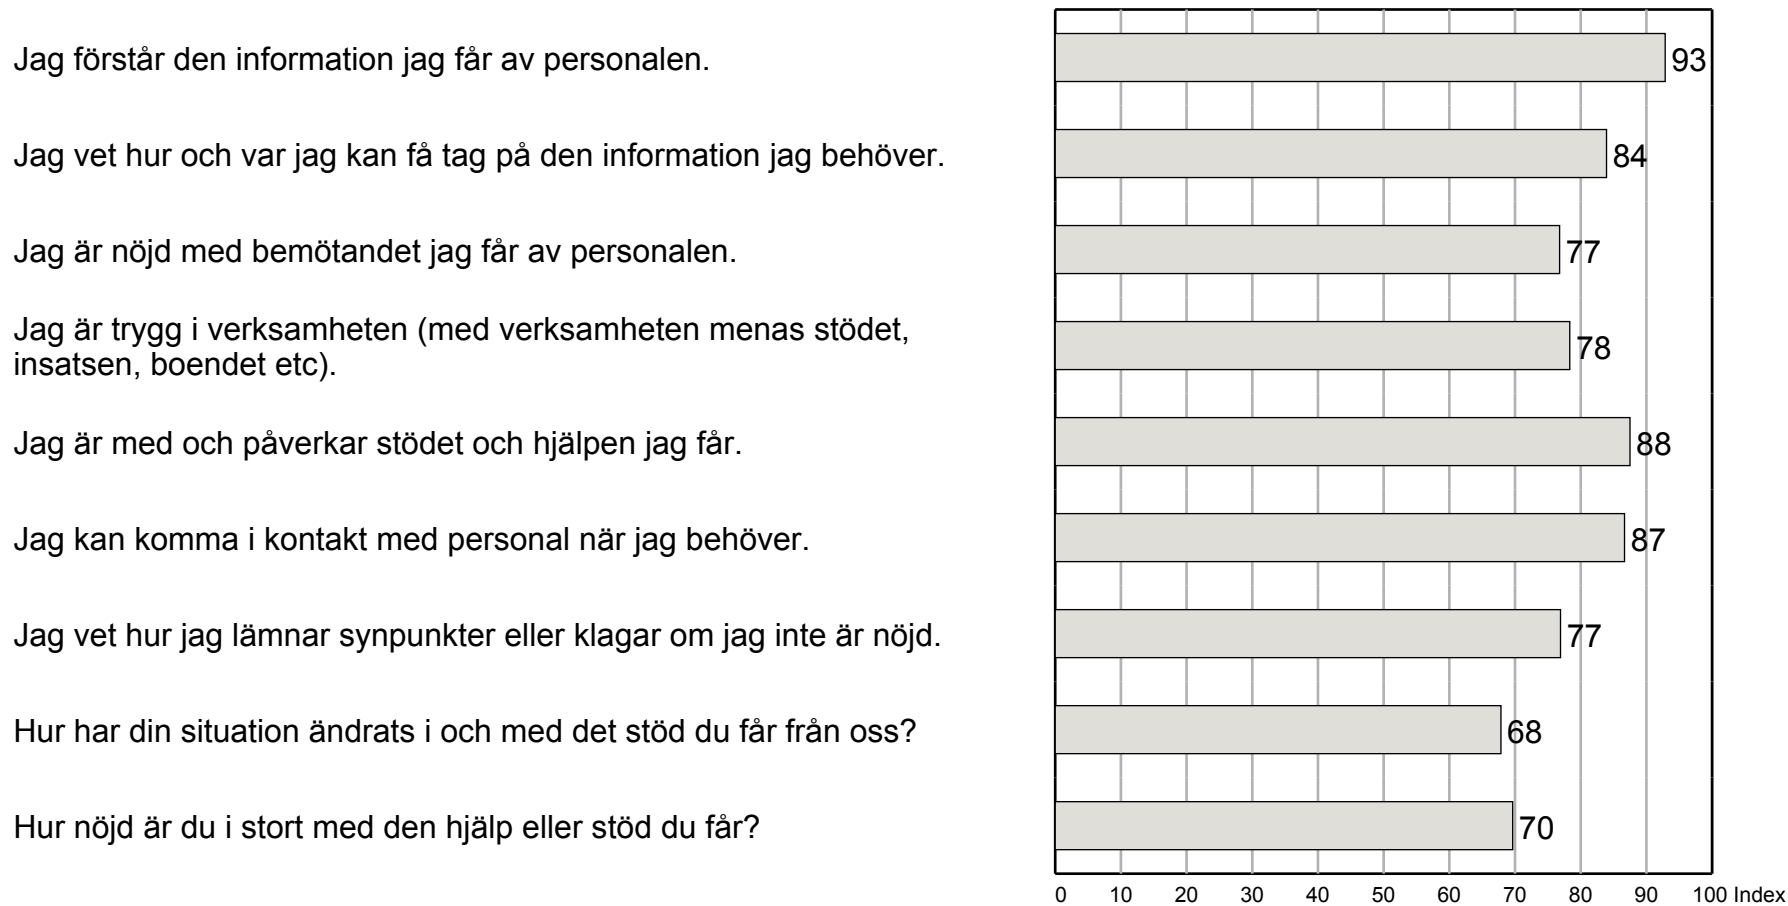 Jag förstår den information jag får av personalen.
93
Jag vet hur och var jag kan få tag på den information jag behöver.
84
Jag är nöjd med bemötandet jag får av personalen.
77
Jag är trygg i verksamheten (med verksamheten menas stödet,
insatsen, boendet etc).
78
Jag är med och påverkar stödet och hjälpen jag får.
88
Jag kan komma i kontakt med personal när jag behöver.
87
Jag vet hur jag lämnar synpunkter eller klagar om jag inte är nöjd.
77
Hur har din situation ändrats i och med det stöd du får från oss?
68
Hur nöjd är du i stort med den hjälp eller stöd du får?
70
0 10 20 30 40 50 60 70 80 90 100 Index